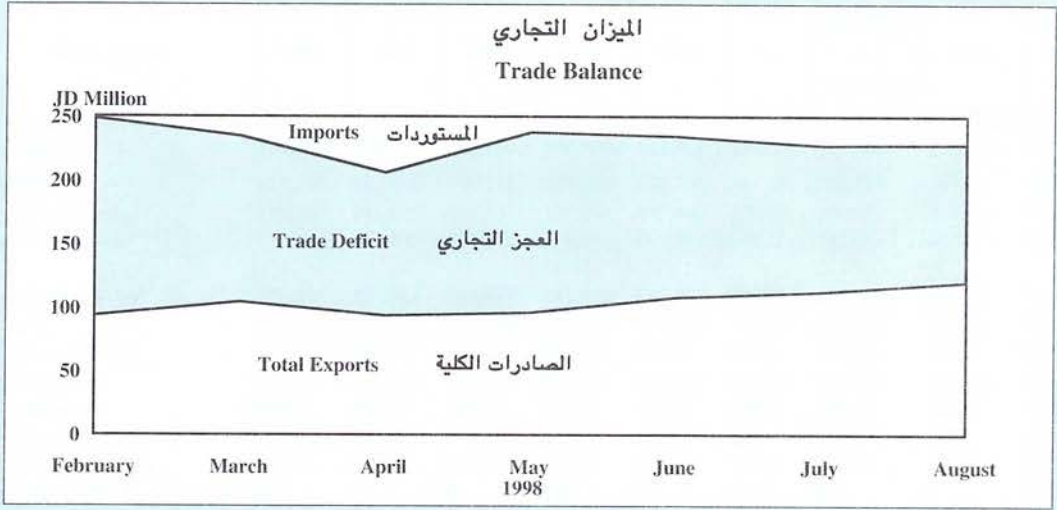 الميزان التجاري
Trade Balance
JD Million
250
Imports المستوردات
200
150
Trade Deficit العجز التجاري
100
Total Exports الصادرات الكلية
50
0
February March April May June July August
1998